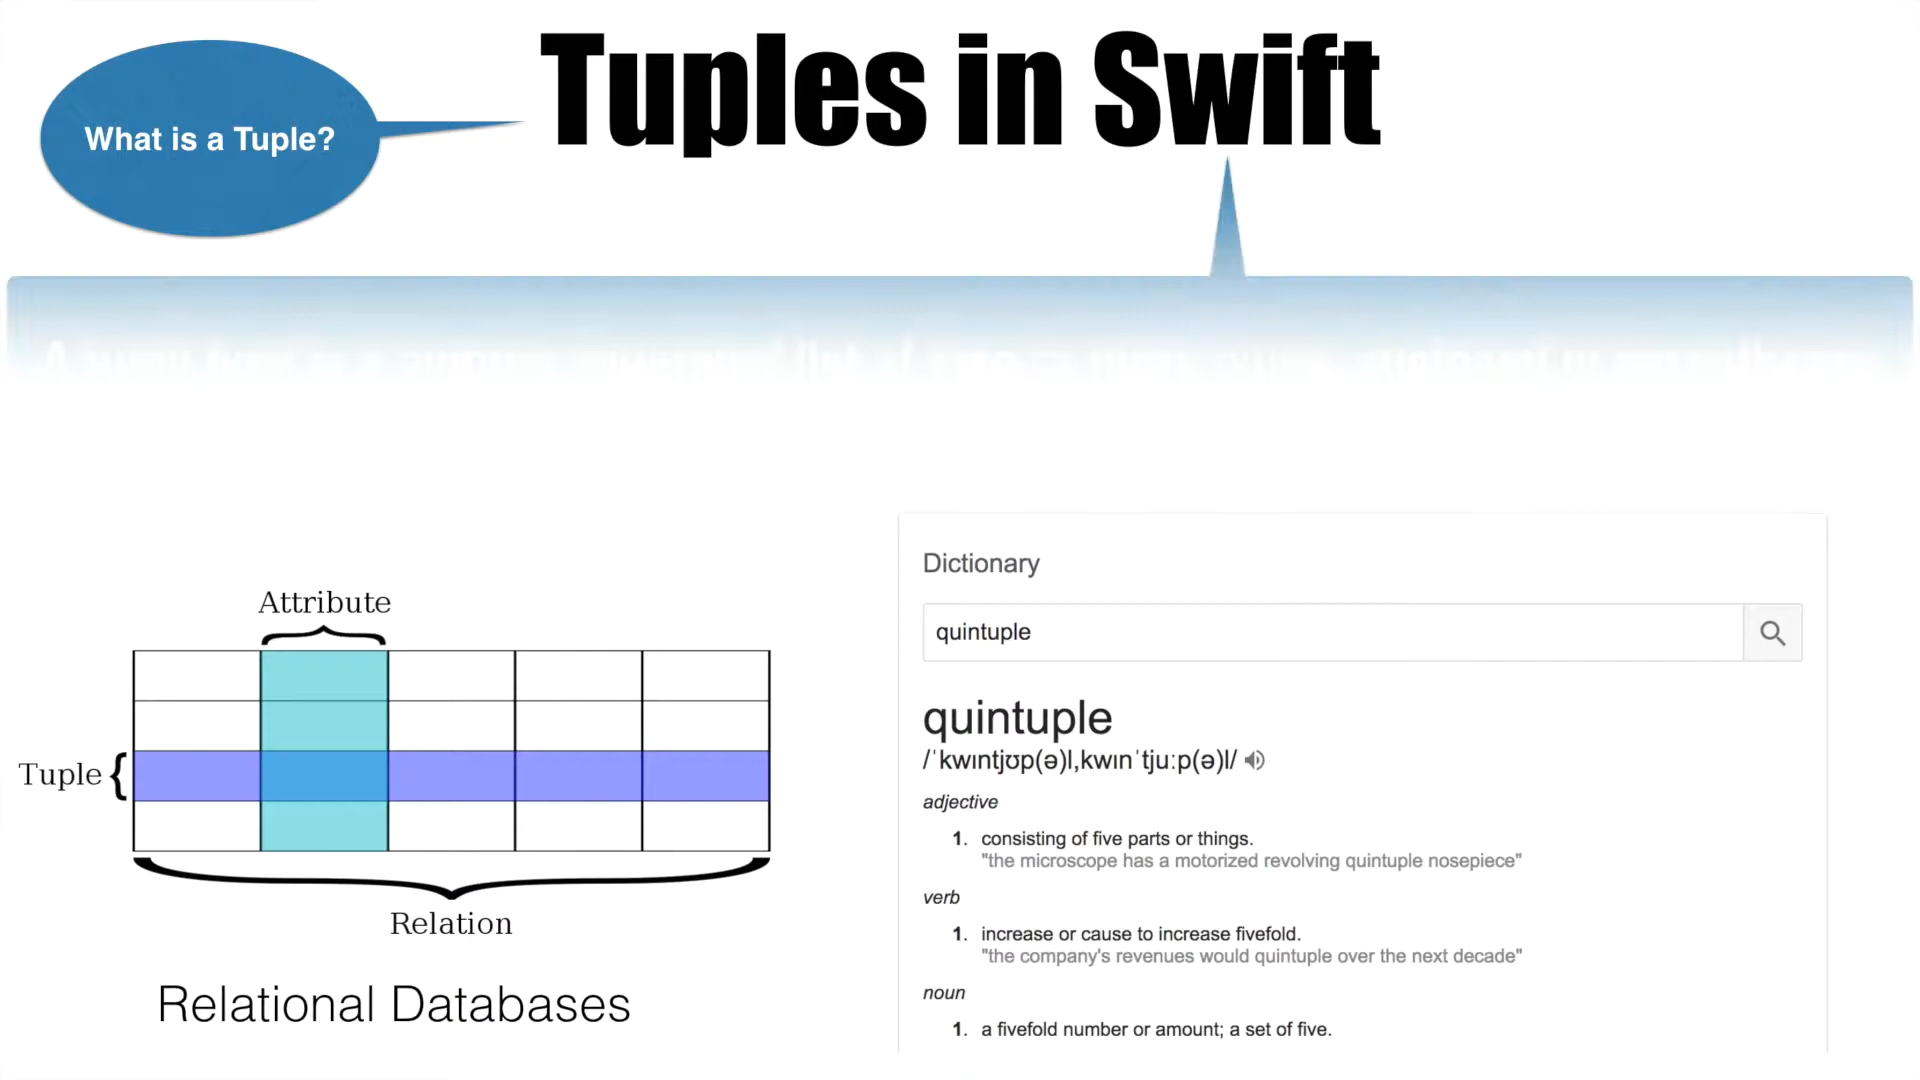 Tuples in Swift
What is a Tuple?
Attribute
Tuple
Relation
Relational Databases
Dictionary
quintuple
quintuple
/ˈkwɪntjʊp(ə)l,kwɪnˈtjuːp(ə)l/
adjective
1. consisting of five parts or things.
"the microscope has a motorized revolving quintuple nosepiece"
verb
1. increase or cause to increase fivefold.
"the company's revenues would quintuple over the next decade"
noun
1. a fivefold number or amount; a set of five.